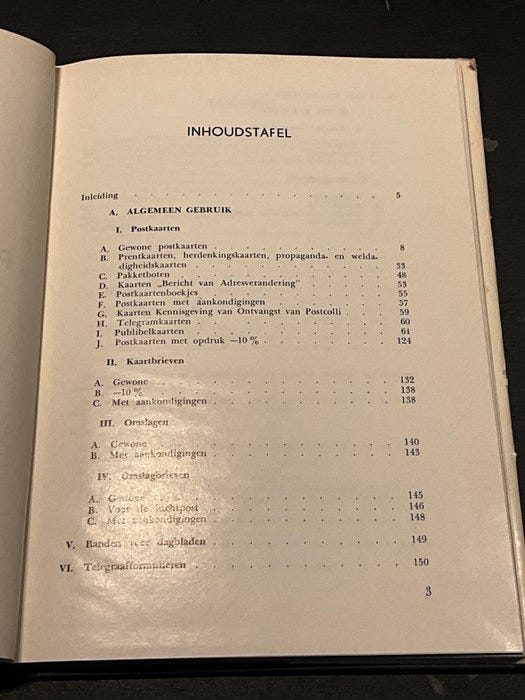 INHOUDSTAFEL
Inleiding . . . . . . . . . . . . . . . . 5
A. ALGEMEEN GEBRUIK
I. Postkaarten
A. Gewone postkaarten . . . . . . . . . . . . 8
B. Prentkaarten, herdenkingskaarten, propaganda- en welda-
digheidskaarten . . . . . . . . . . . . 33
C. Pakketboten . . . . . . . . . . . . 48
D. Kaarten „Bericht van Adresverandering” . . . . . . 53
E. Postkaartenboekjes . . . . . . . . . . . . 55
F. Postkaarten met aankondigingen . . . . . . . . 57
G. Kaarten Kennisgeving van Ontvangst van Postcolli . . . 59
H. Telegramkaarten . . . . . . . . . . . . 60
I. Publibelkaarten . . . . . . . . . . . . 61
J. Postkaarten met opdruk —10 % . . . . . . . . 124
II. Kaartbrieven
A. Gewone . . . . . . . . . . . . . . 132
B. —10 % . . . . . . . . . . . . . . 138
C. Met aankondigingen . . . . . . . . . . . 138
III. Omslagen
A. Gewone . . . . . . . . . . . . . . 140
B. Met aankondigingen . . . . . . . . . . . 143
IV. Omslagbrieven
A. Gewone . . . . . . . . . . . . . . 145
B. Voor de luchtpost . . . . . . . . . . . 146
C. Met aankondigingen . . . . . . . . . . . 148
V. Banden voor dagbladen . . . . . . . . . . . 149
VI. Telegraafformulieren . . . . . . . . . . . . 150
3